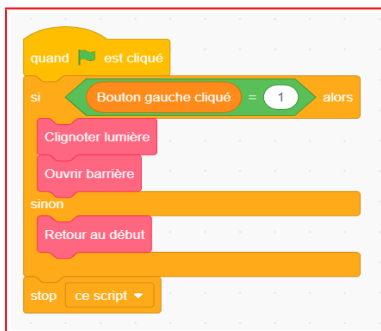 quand est cliqué
si Bouton gauche cliqué = 1 alors
Clignoter lumière
Ouvrir barrière
sinon
Retour au début
stop ce script